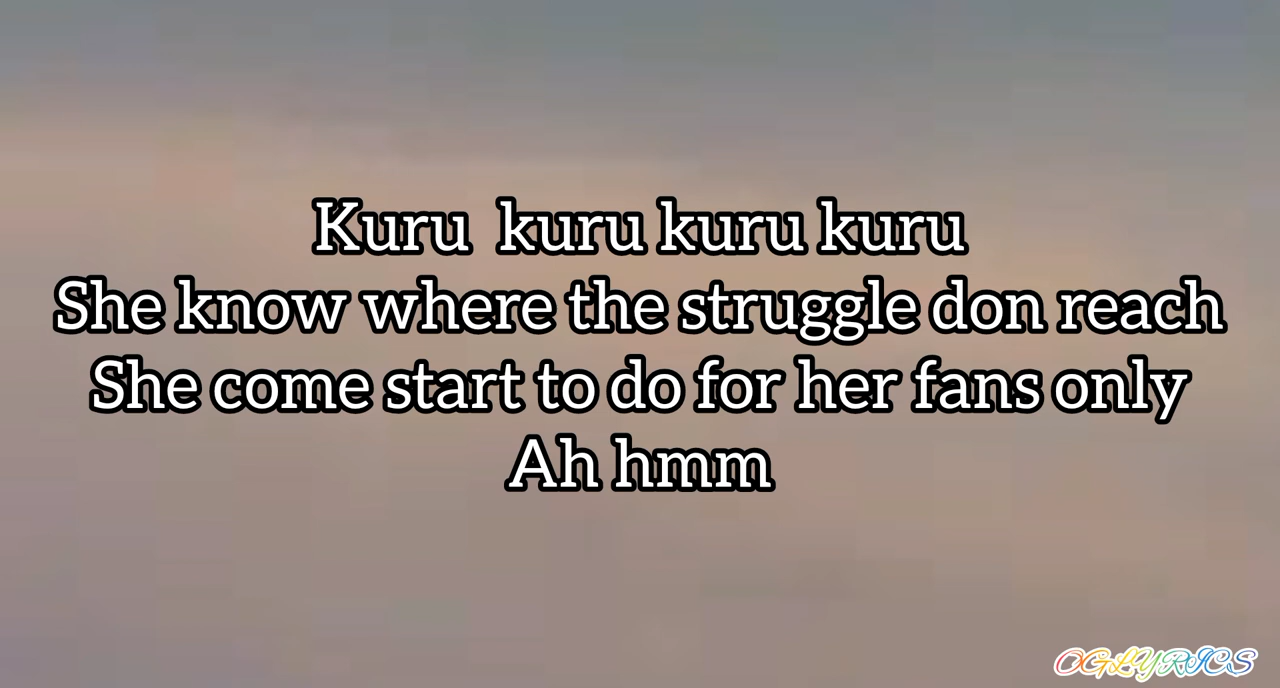 Kuru  kuru kuru kuru
She know where the struggle don reach
She come start to do for her fans only
Ah hmm
OGLYRICS